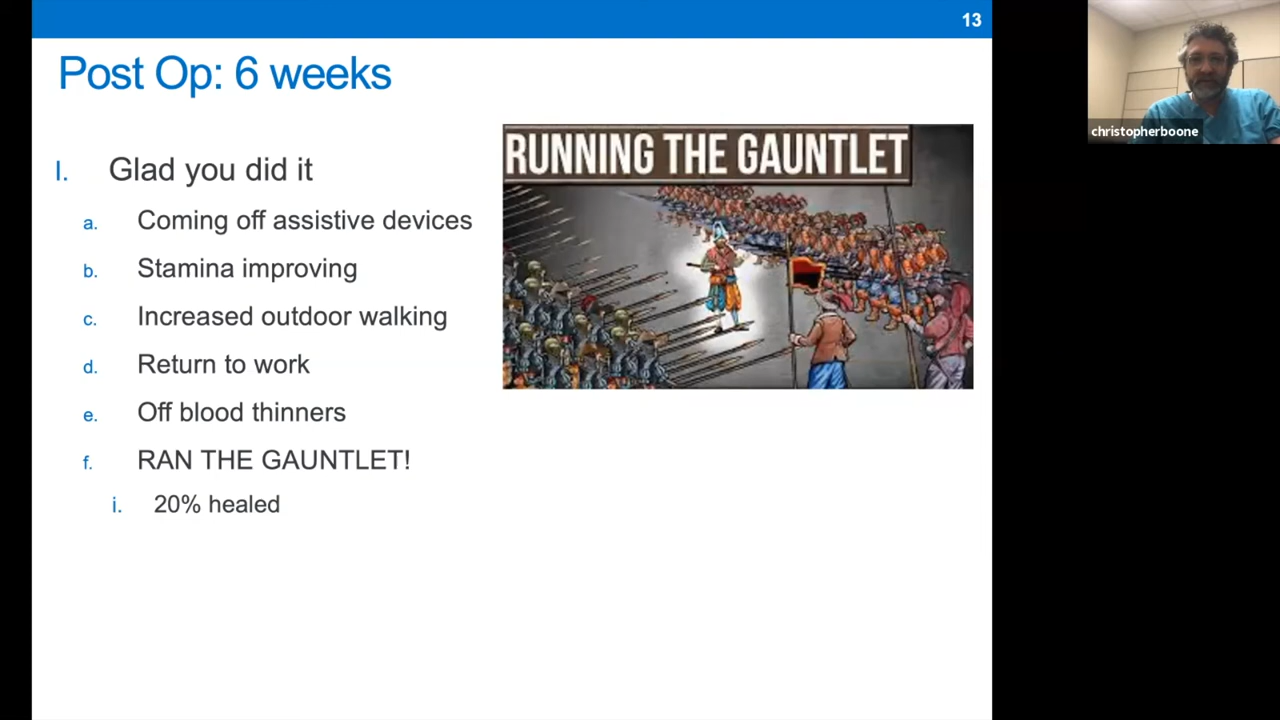 13
Post Op: 6 weeks
I. Glad you did it
a. Coming off assistive devices
b. Stamina improving
c. Increased outdoor walking
d. Return to work
e. Off blood thinners
f. RAN THE GAUNTLET!
i. 20% healed
RUNNING THE GAUNTLET
christopherboone